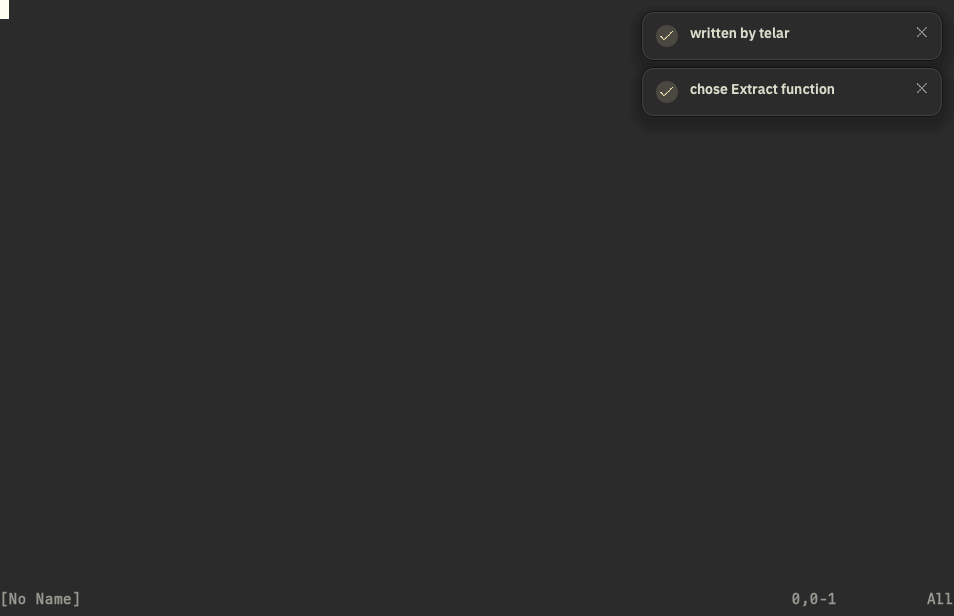 written by telar
chose Extract function
[No Name] 0,0-1 All